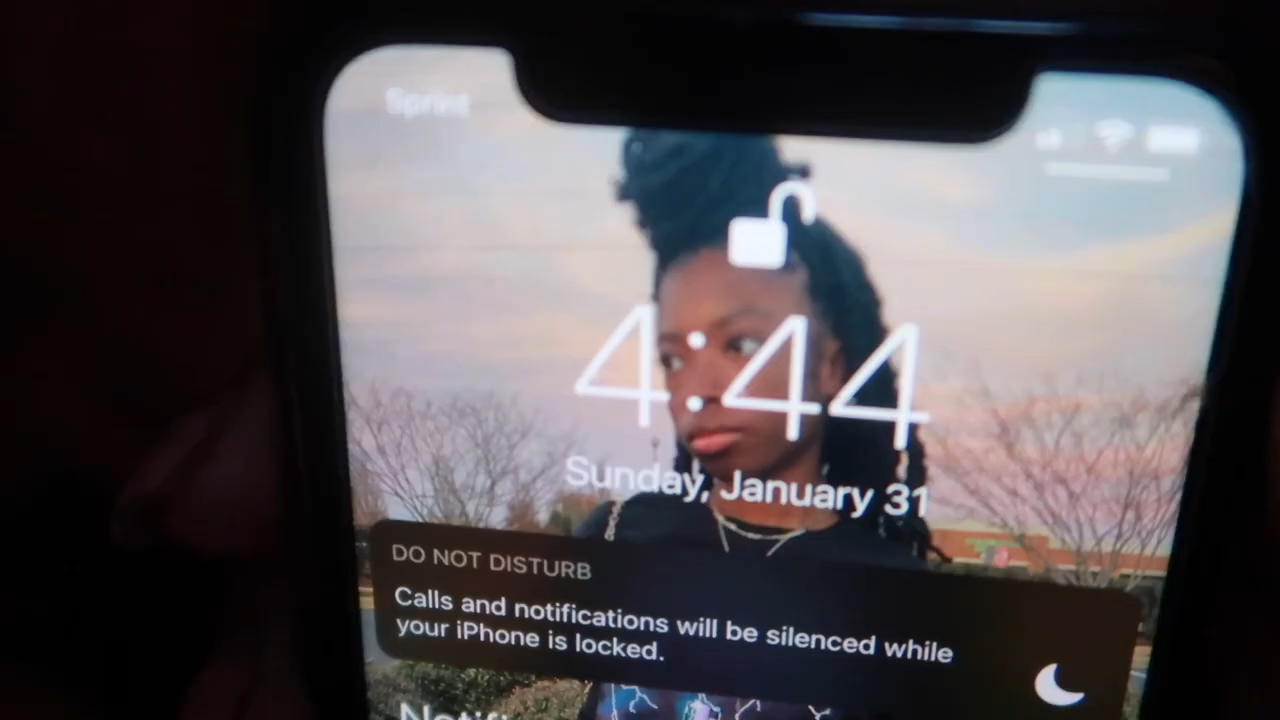 Sprint
4:44
Sunday, January 31
DO NOT DISTURB
Calls and notifications will be silenced while
your iPhone is locked.